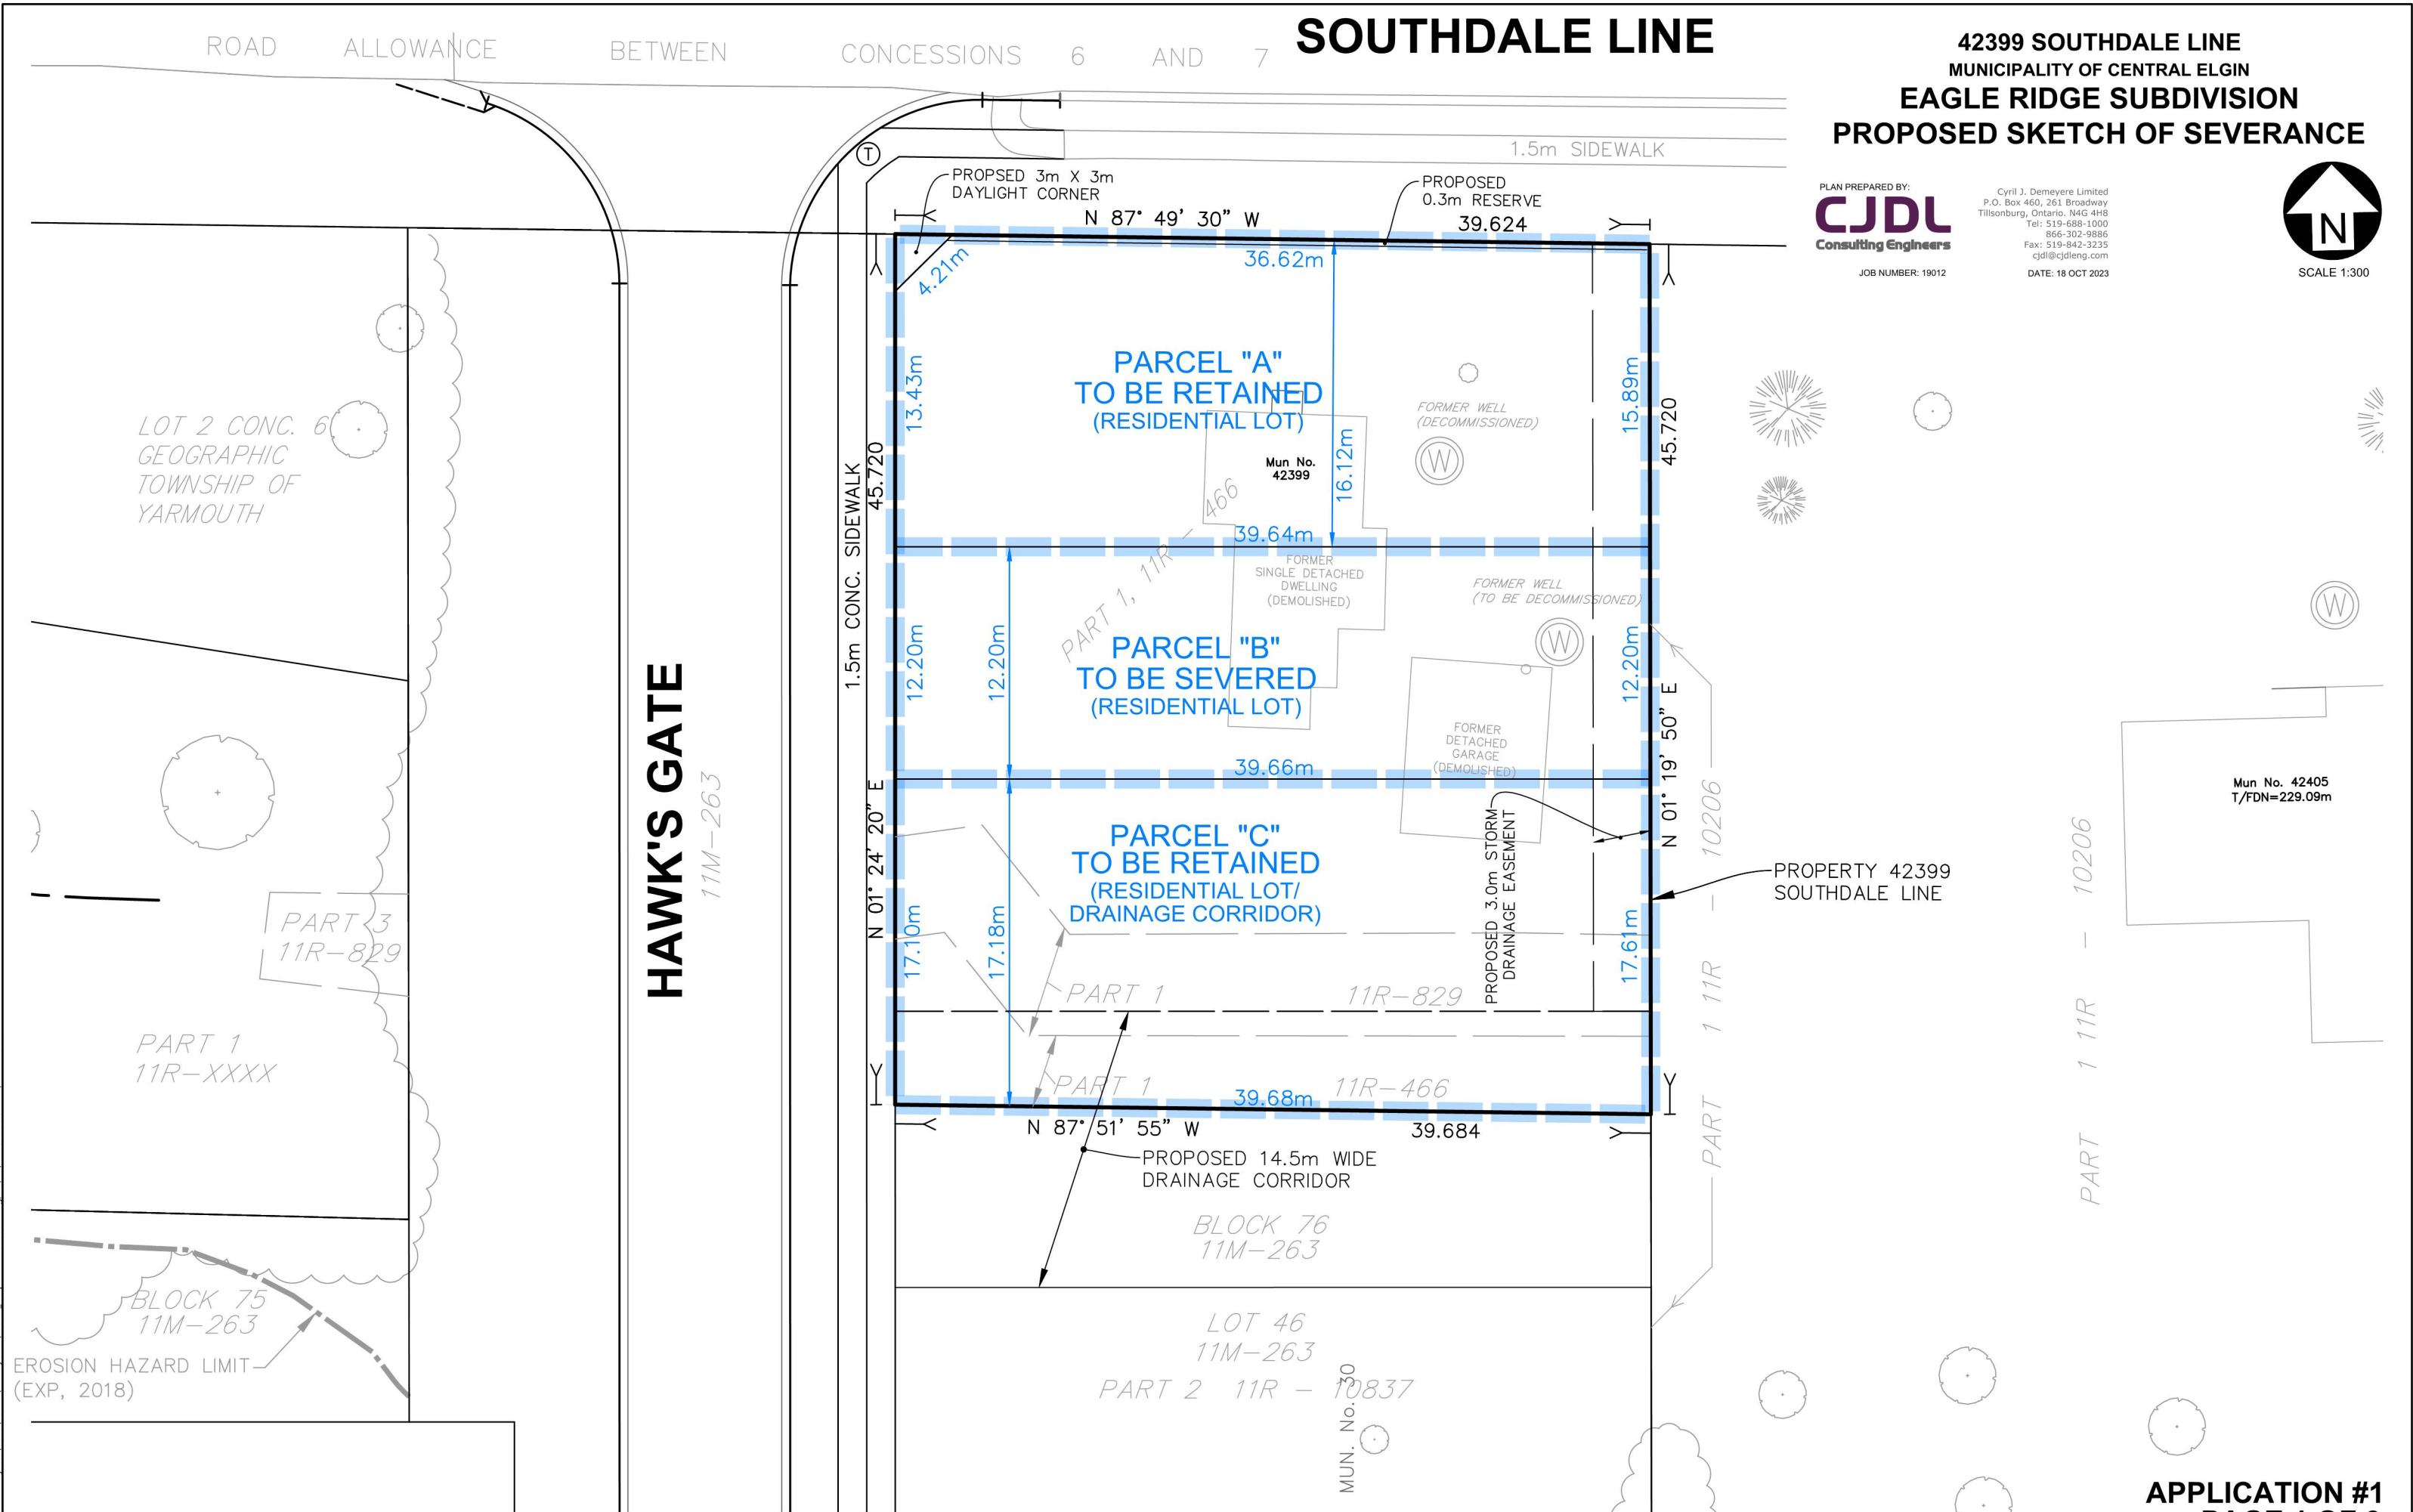 ROAD ALLOWANCE BETWEEN CONCESSIONS 6 AND 7
SOUTHDALE LINE
42399 SOUTHDALE LINE
MUNICIPALITY OF CENTRAL ELGIN
EAGLE RIDGE SUBDIVISION
PROPOSED SKETCH OF SEVERANCE
PLAN PREPARED BY:
CJDL
Consulting Engineers
JOB NUMBER: 19012
Cyril J. Demeyere Limited
P.O. Box 460, 261 Broadway
Tillsonburg, Ontario. N4G 4H8
Tel: 519-688-1000
866-302-9886
Fax: 519-842-3235
cjdl@cjdleng.com
DATE: 18 OCT 2023
N
SCALE 1:300
1.5m SIDEWALK
T
PROPSED 3m X 3m
DAYLIGHT CORNER
PROPOSED
0.3m RESERVE
N 87° 49' 30" W
39.624
4.21m
36.62m
PARCEL "A"
TO BE RETAINED
(RESIDENTIAL LOT)
13.43m
16.12m
15.89m
45.720
45.720
FORMER WELL
(DECOMMISSIONED)
W
Mun No.
42399
LOT 2 CONC. 6
GEOGRAPHIC
TOWNSHIP OF
YARMOUTH
1.5m CONC. SIDEWALK
PART 1, 11R - 466
39.64m
FORMER
SINGLE DETACHED
DWELLING
(DEMOLISHED)
FORMER WELL
(TO BE DECOMMISSIONED)
W
W
PARCEL "B"
TO BE SEVERED
(RESIDENTIAL LOT)
12.20m
12.20m
12.20m
FORMER
DETACHED
GARAGE
(DEMOLISHED)
39.66m
HAWK'S GATE
11M-263
N 01° 24' 20" E
N 01° 19' 50" E
PARCEL "C"
TO BE RETAINED
(RESIDENTIAL LOT/
DRAINAGE CORRIDOR)
17.10m
17.18m
17.61m
PROPOSED 3.0m STORM
DRAINAGE EASEMENT
PROPERTY 42399
SOUTHDALE LINE
PART 1 11R - 10206
PART 1 11R - 10206
Mun No. 42405
T/FDN=229.09m
PART 3
11R-829
PART 1
11R-XXXX
PART 1 11R-829
PART 1 11R-466
39.68m
N 87° 51' 55" W
39.684
PROPOSED 14.5m WIDE
DRAINAGE CORRIDOR
BLOCK 76
11M-263
BLOCK 75
11M-263
EROSION HAZARD LIMIT
(EXP, 2018)
LOT 46
11M-263
PART 2 11R - 10837
MUN. No. 30
APPLICATION #1